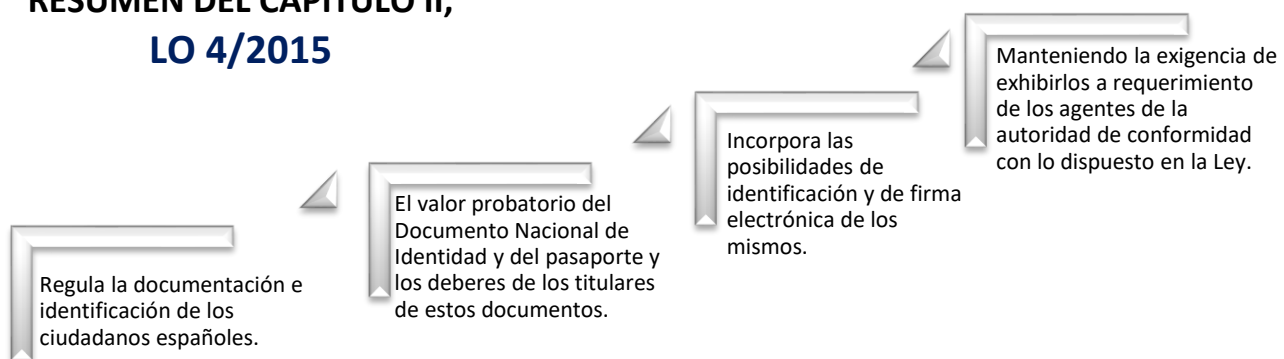 RESUMEN DEL CAPÍTULO II,
LO 4/2015
Regula la documentación e
identificación de los
ciudadanos españoles.
El valor probatorio del
Documento Nacional de
Identidad y del pasaporte y
los deberes de los titulares
de estos documentos.
Incorpora las
posibilidades de
identificación y de firma
electrónica de los
mismos.
Manteniendo la exigencia de
exhibirlos a requerimiento
de los agentes de la
autoridad de conformidad
con lo dispuesto en la Ley.